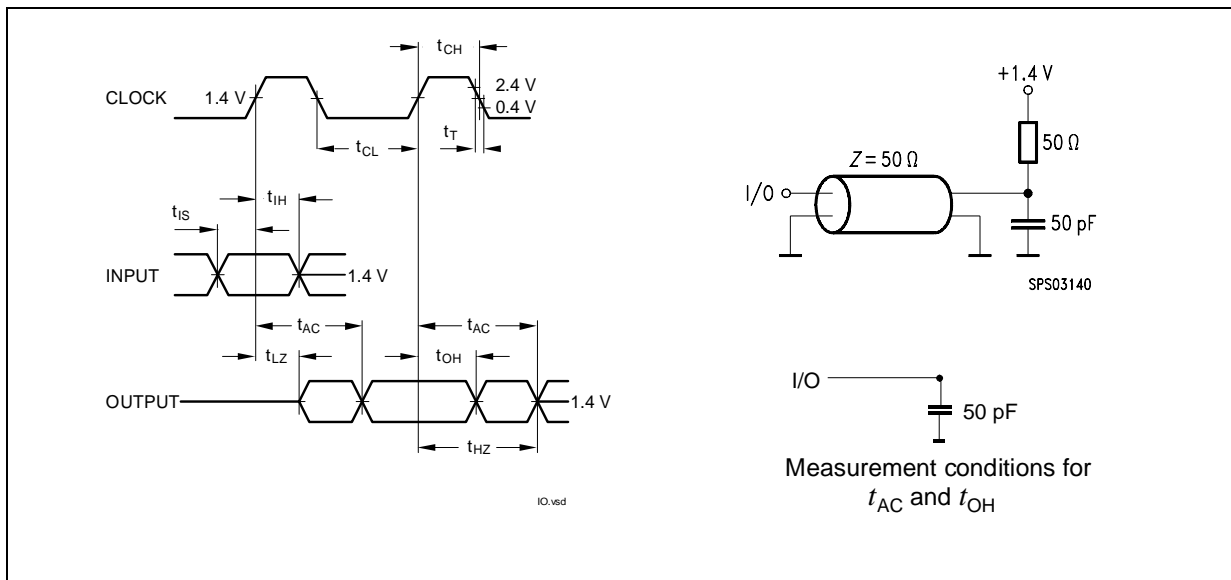 tCH
2.4 V
CLOCK
1.4 V
0.4 V
tT
tCL
tIH
tIS
INPUT
1.4 V
tAC
tAC
tLZ
tOH
OUTPUT
1.4 V
tHZ
IO.vsd
+1.4 V
50 Ω
Z = 50 Ω
I/O
50 pF
SPS03140
I/O
50 pF
Measurement conditions for
tAC and tOH